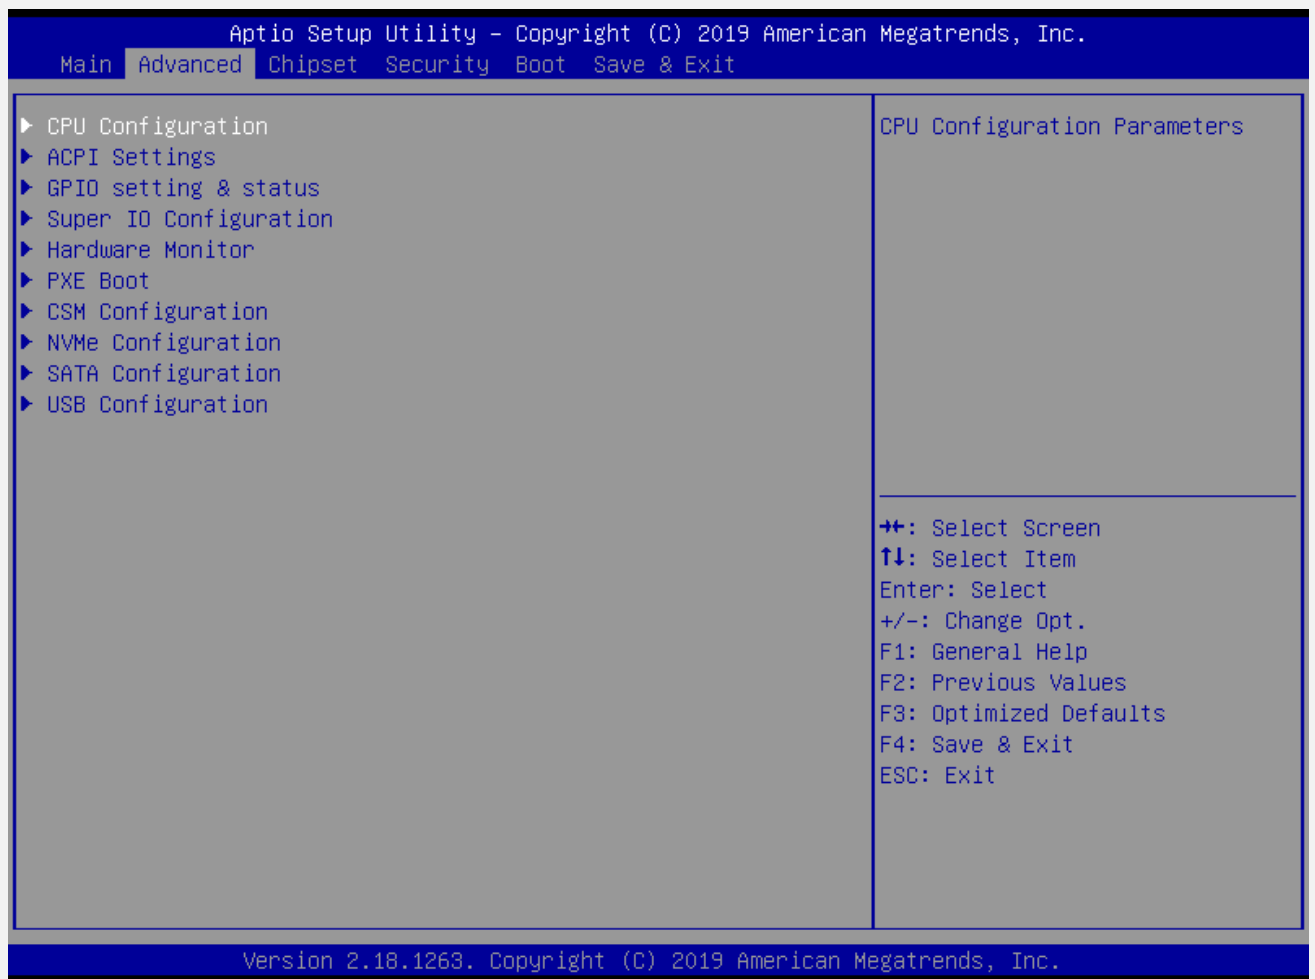 Aptio Setup Utility – Copyright (C) 2019 American Megatrends, Inc.
Main Advanced Chipset Security Boot Save & Exit
CPU Configuration
ACPI Settings
GPIO setting & status
Super IO Configuration
Hardware Monitor
PXE Boot
CSM Configuration
NVMe Configuration
SATA Configuration
USB Configuration
CPU Configuration Parameters
→←: Select Screen
↑↓: Select Item
Enter: Select
+/-: Change Opt.
F1: General Help
F2: Previous Values
F3: Optimized Defaults
F4: Save & Exit
ESC: Exit
Version 2.18.1263. Copyright (C) 2019 American Megatrends, Inc.